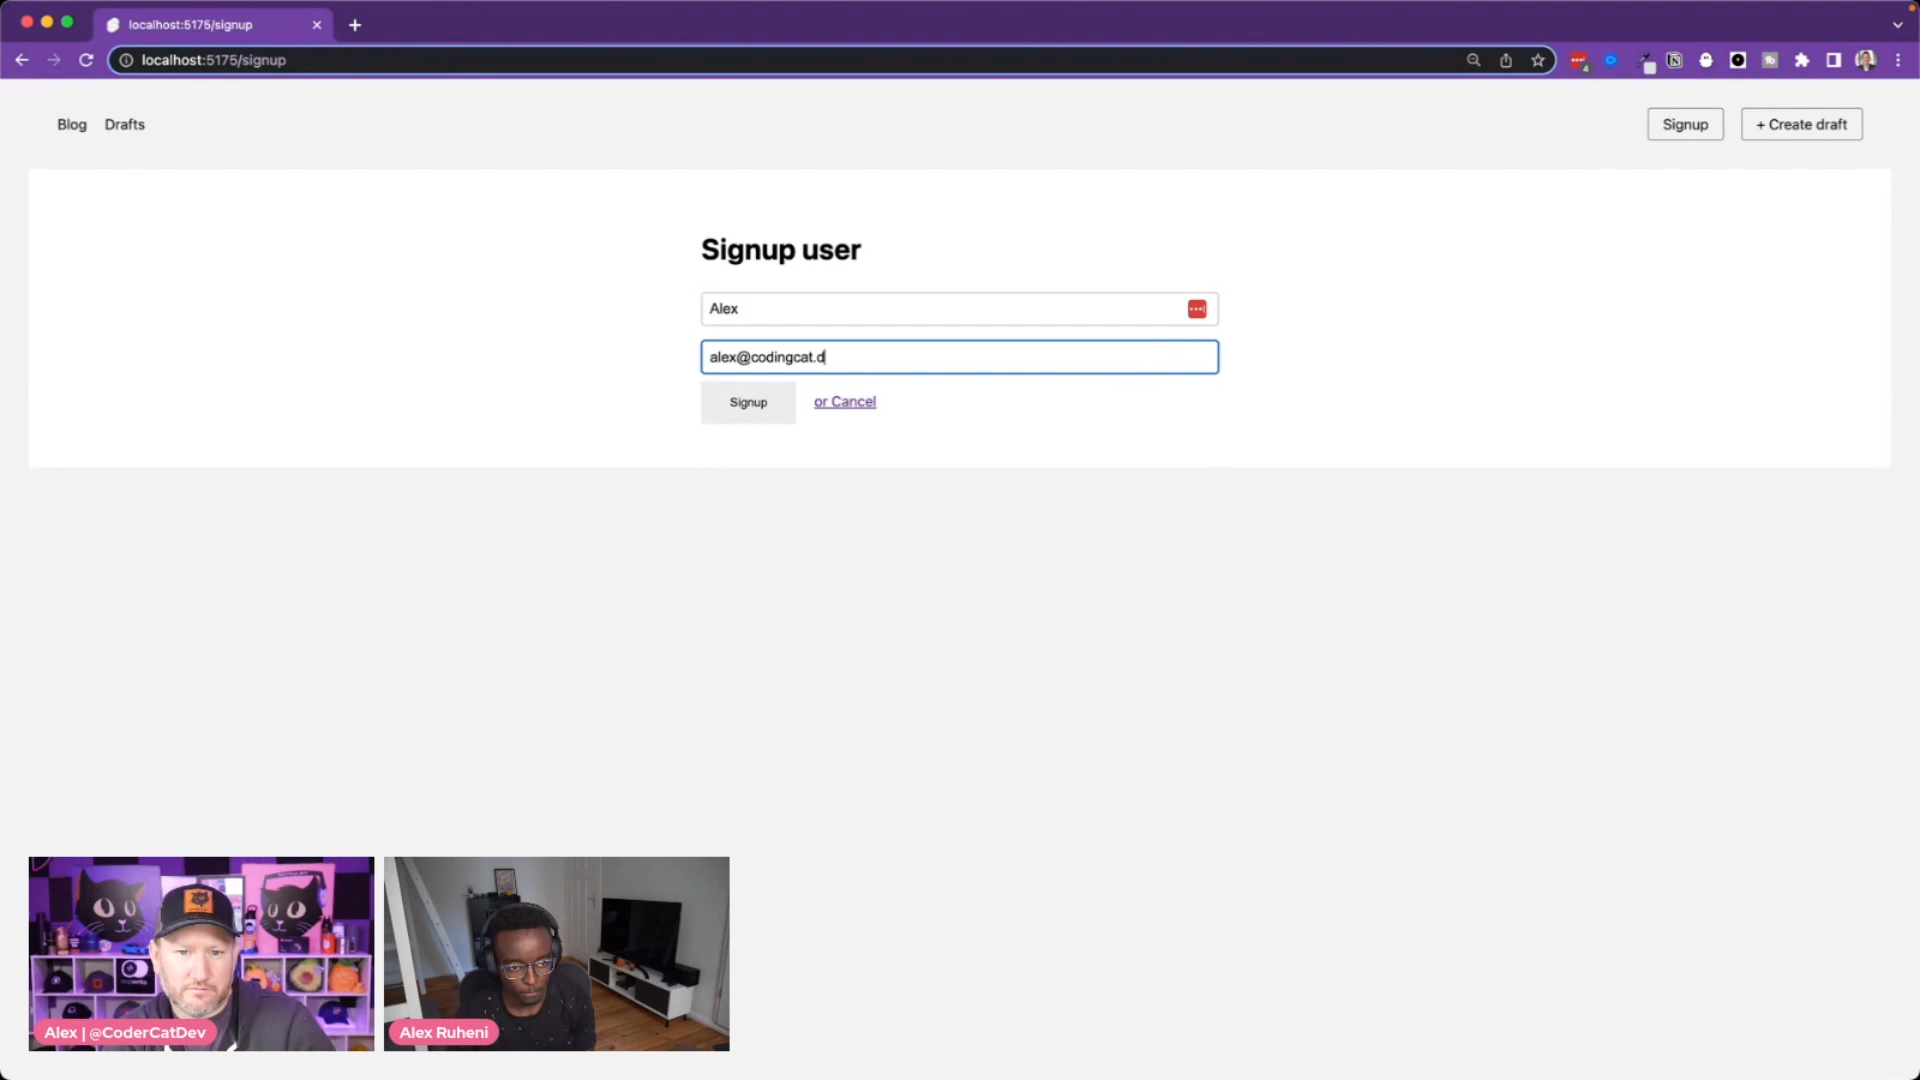 localhost:5175/signup
localhost:5175/signup
4
Blog
Drafts
Signup
+ Create draft
Signup user
Alex
alex@codingcat.d
Signup
or Cancel
Alex | @CoderCatDev
Alex Ruheni